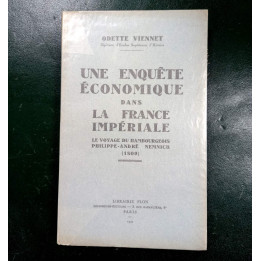 ODETTE VIENNET
UNE ENQUÊTE
ÉCONOMIQUE
DANS
LA FRANCE
IMPÉRIALE
LE VOYAGE DU HAMBOURGEOIS
PHILIPPE-ANDRÉ NEMNICH
(1809)
LIBRAIRIE PLON
PARIS